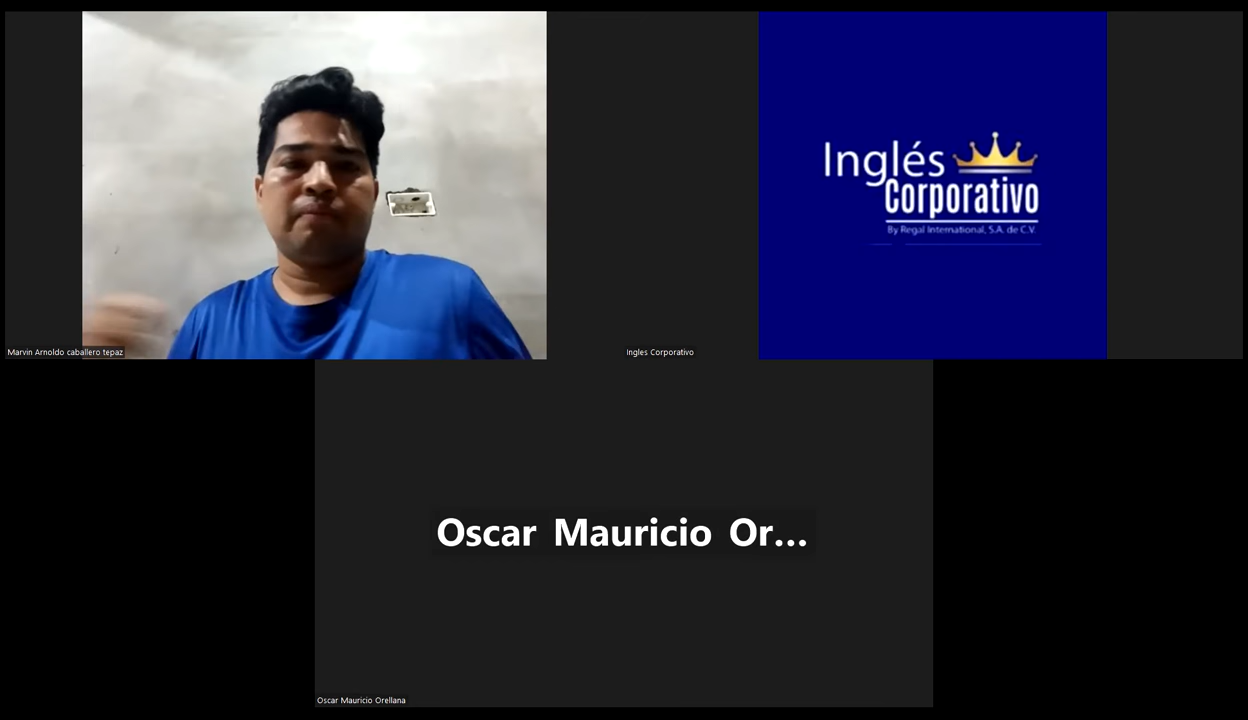 Inglés
Corporativo
By Regal International, S.A. de C.V.
Marvin Arnoldo caballero tepaz
Ingles Corporativo
Oscar Mauricio Or...
Oscar Mauricio Orellana